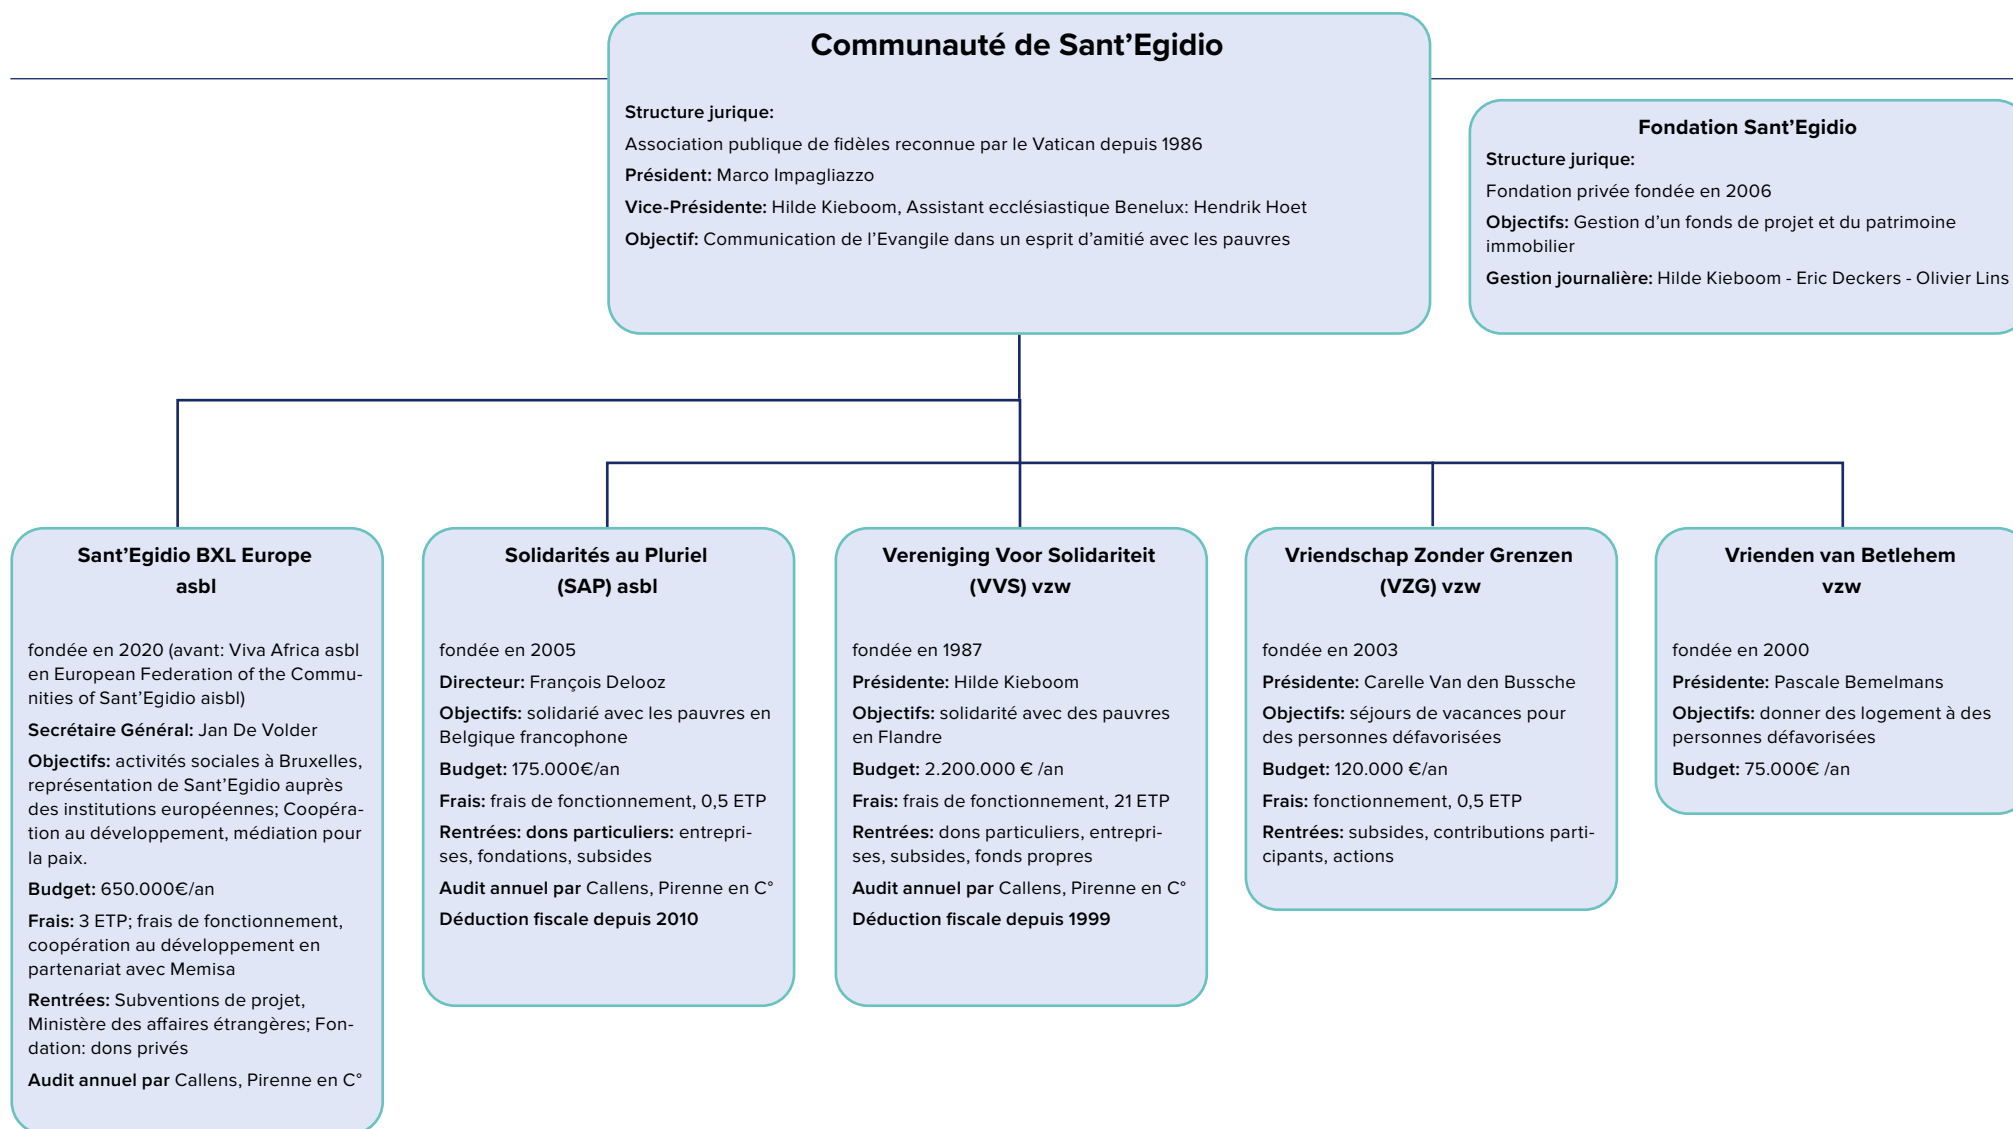 Communauté de Sant’Egidio
Structure jurique:
Association publique de fidèles reconnue par le Vatican depuis 1986
Président: Marco Impagliazzo
Vice-Présidente: Hilde Kieboom, Assistant ecclésiastique Benelux: Hendrik Hoet
Objectif: Communication de l’Evangile dans un esprit d’amitié avec les pauvres
Fondation Sant’Egidio
Structure jurique:
Fondation privée fondée en 2006
Objectifs: Gestion d’un fonds de projet et du patrimoine
immobilier
Gestion journalière: Hilde Kieboom - Eric Deckers - Olivier Lins
Sant’Egidio BXL Europe
asbl
fondée en 2020 (avant: Viva Africa asbl
en European Federation of the Commu-
nities of Sant’Egidio aisbl)
Secrétaire Général: Jan De Volder
Objectifs: activités sociales à Bruxelles,
représentation de Sant’Egidio auprès
des institutions européennes; Coopéra-
tion au développement, médiation pour
la paix.
Budget: 650.000€/an
Frais: 3 ETP; frais de fonctionnement,
coopération au développement en
partenariat avec Memisa
Rentrées: Subventions de projet,
Ministère des affaires étrangères; Fon-
dation: dons privés
Audit annuel par Callens, Pirenne en C°
Solidarités au Pluriel
(SAP) asbl
fondée en 2005
Directeur: François Delooz
Objectifs: solidarié avec les pauvres en
Belgique francophone
Budget: 175.000€/an
Frais: frais de fonctionnement, 0,5 ETP
Rentrées: dons particuliers: entrepri-
ses, fondations, subsides
Audit annuel par Callens, Pirenne en C°
Déduction fiscale depuis 2010
Vereniging Voor Solidariteit
(VVS) vzw
fondée en 1987
Présidente: Hilde Kieboom
Objectifs: solidarité avec des pauvres
en Flandre
Budget: 2.200.000 € /an
Frais: frais de fonctionnement, 21 ETP
Rentrées: dons particuliers, entrepri-
ses, subsides, fonds propres
Audit annuel par Callens, Pirenne en C°
Déduction fiscale depuis 1999
Vriendschap Zonder Grenzen
(VZG) vzw
fondée en 2003
Présidente: Carelle Van den Bussche
Objectifs: séjours de vacances pour
des personnes défavorisées
Budget: 120.000 €/an
Frais: fonctionnement, 0,5 ETP
Rentrées: subsides, contributions parti-
cipants, actions
Vrienden van Betlehem
vzw
fondée en 2000
Présidente: Pascale Bemelmans
Objectifs: donner des logement à des
personnes défavorisées
Budget: 75.000€ /an